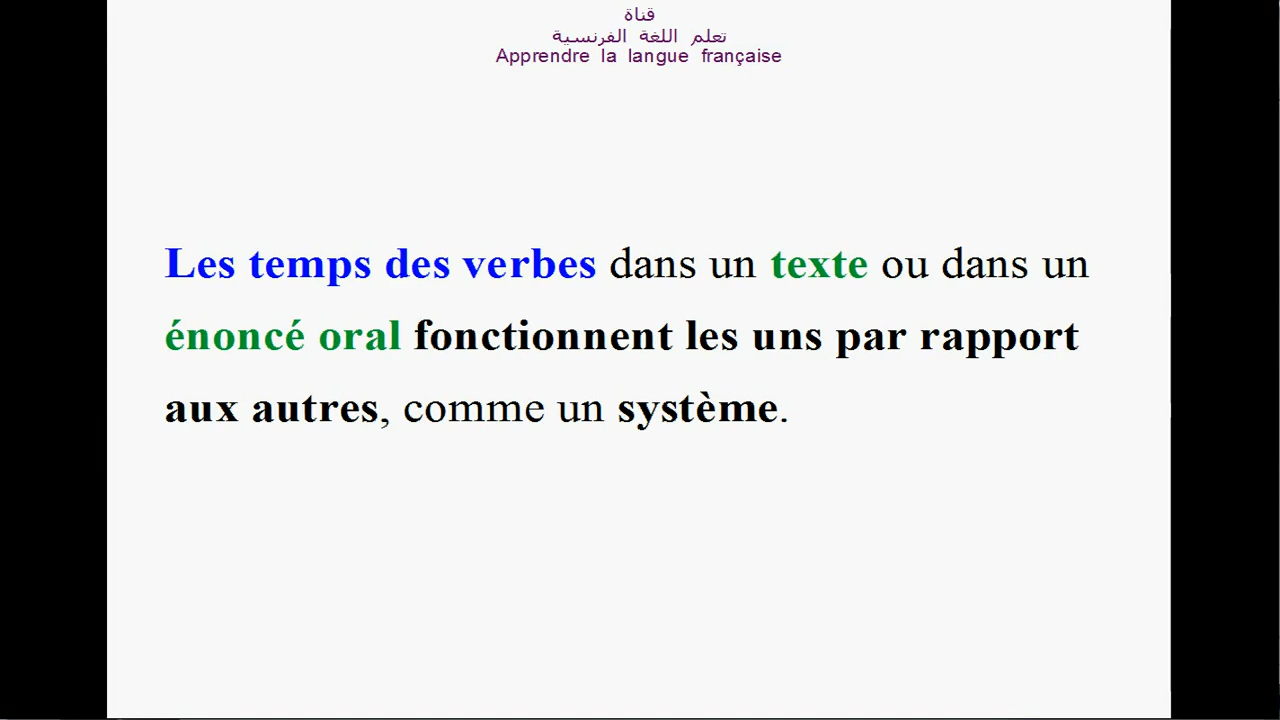 قناة
تعلم اللغة الفرنسية
Apprendre la langue française
Les temps des verbes dans un texte ou dans un
énoncé oral fonctionnent les uns par rapport
aux autres, comme un système.